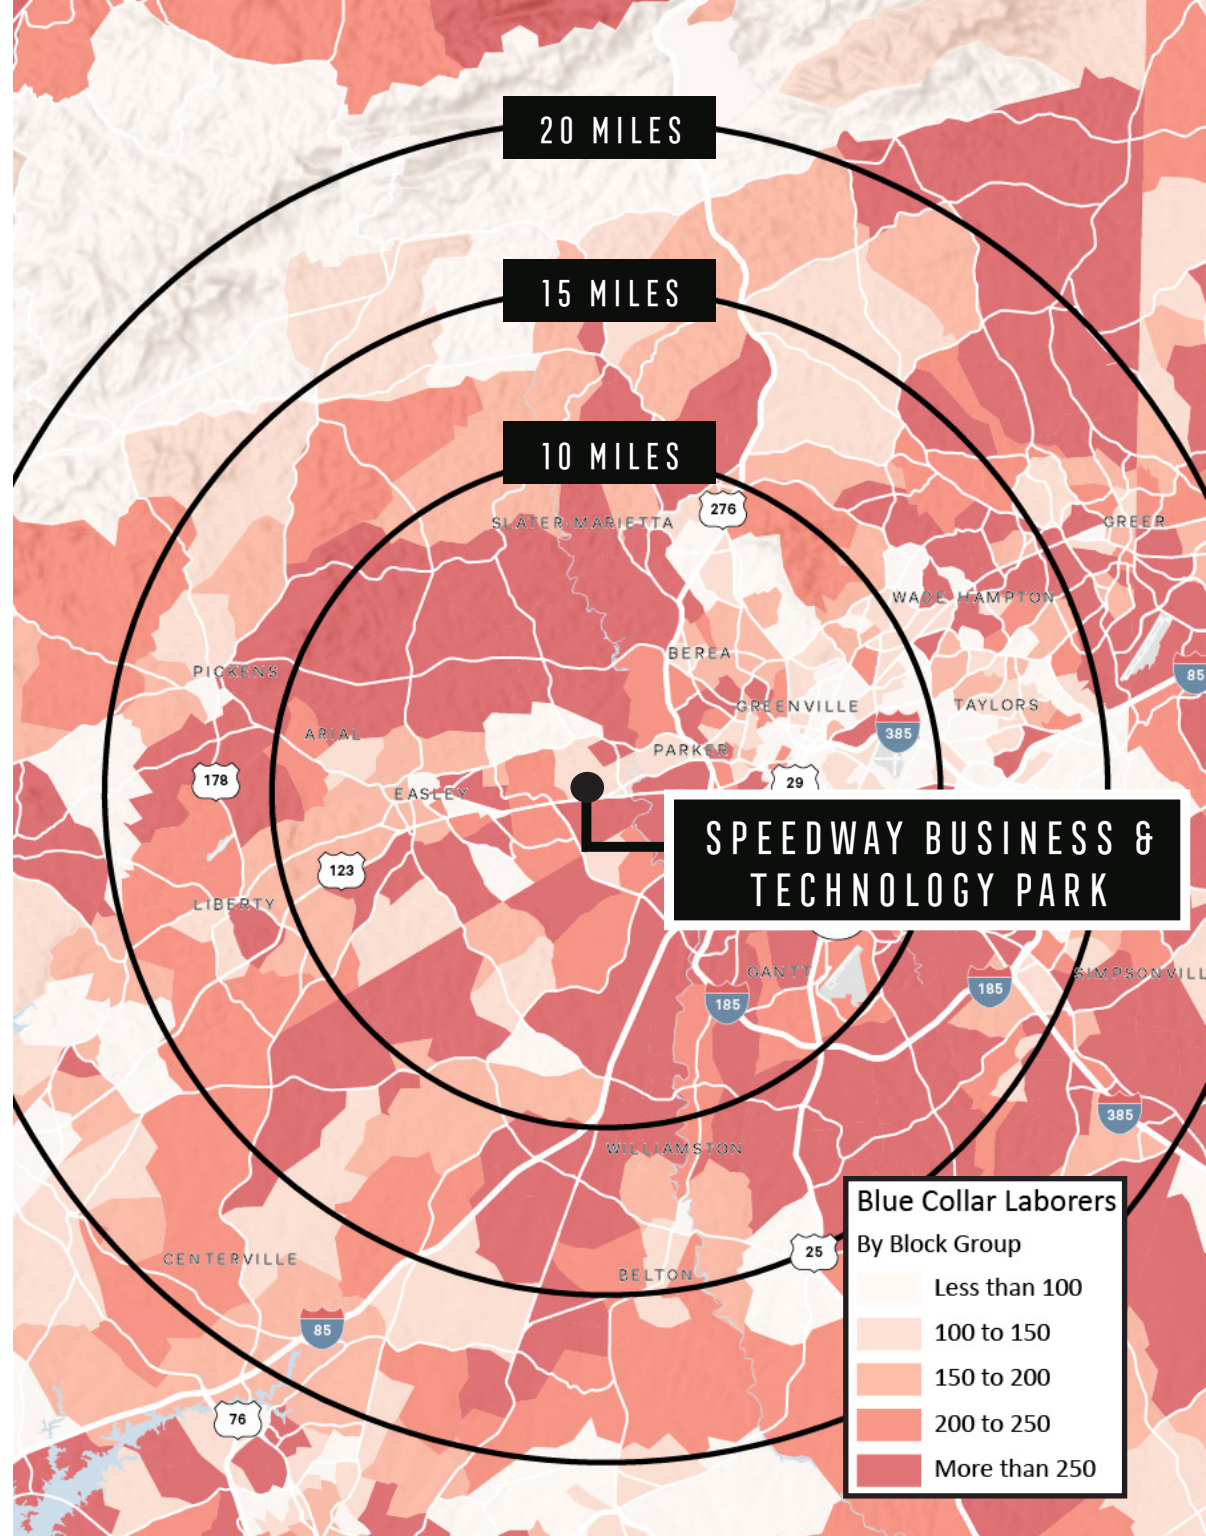 20 MILES
15 MILES
10 MILES
276
SLATER-MARIETTA
GREER
WADE HAMPTON
BEREA
PICKENS
85
GREENVILLE
TAYLORS
ARIAL
385
PARKER
178
29
EASLEY
SPEEDWAY BUSINESS &
TECHNOLOGY PARK
123
LIBERTY
GANTT
SIMPSONVILL
185
185
385
WILLIAMSTON
25
CENTERVILLE
BELTON
85
76
Blue Collar Laborers
By Block Group
Less than 100
100 to 150
150 to 200
200 to 250
More than 250